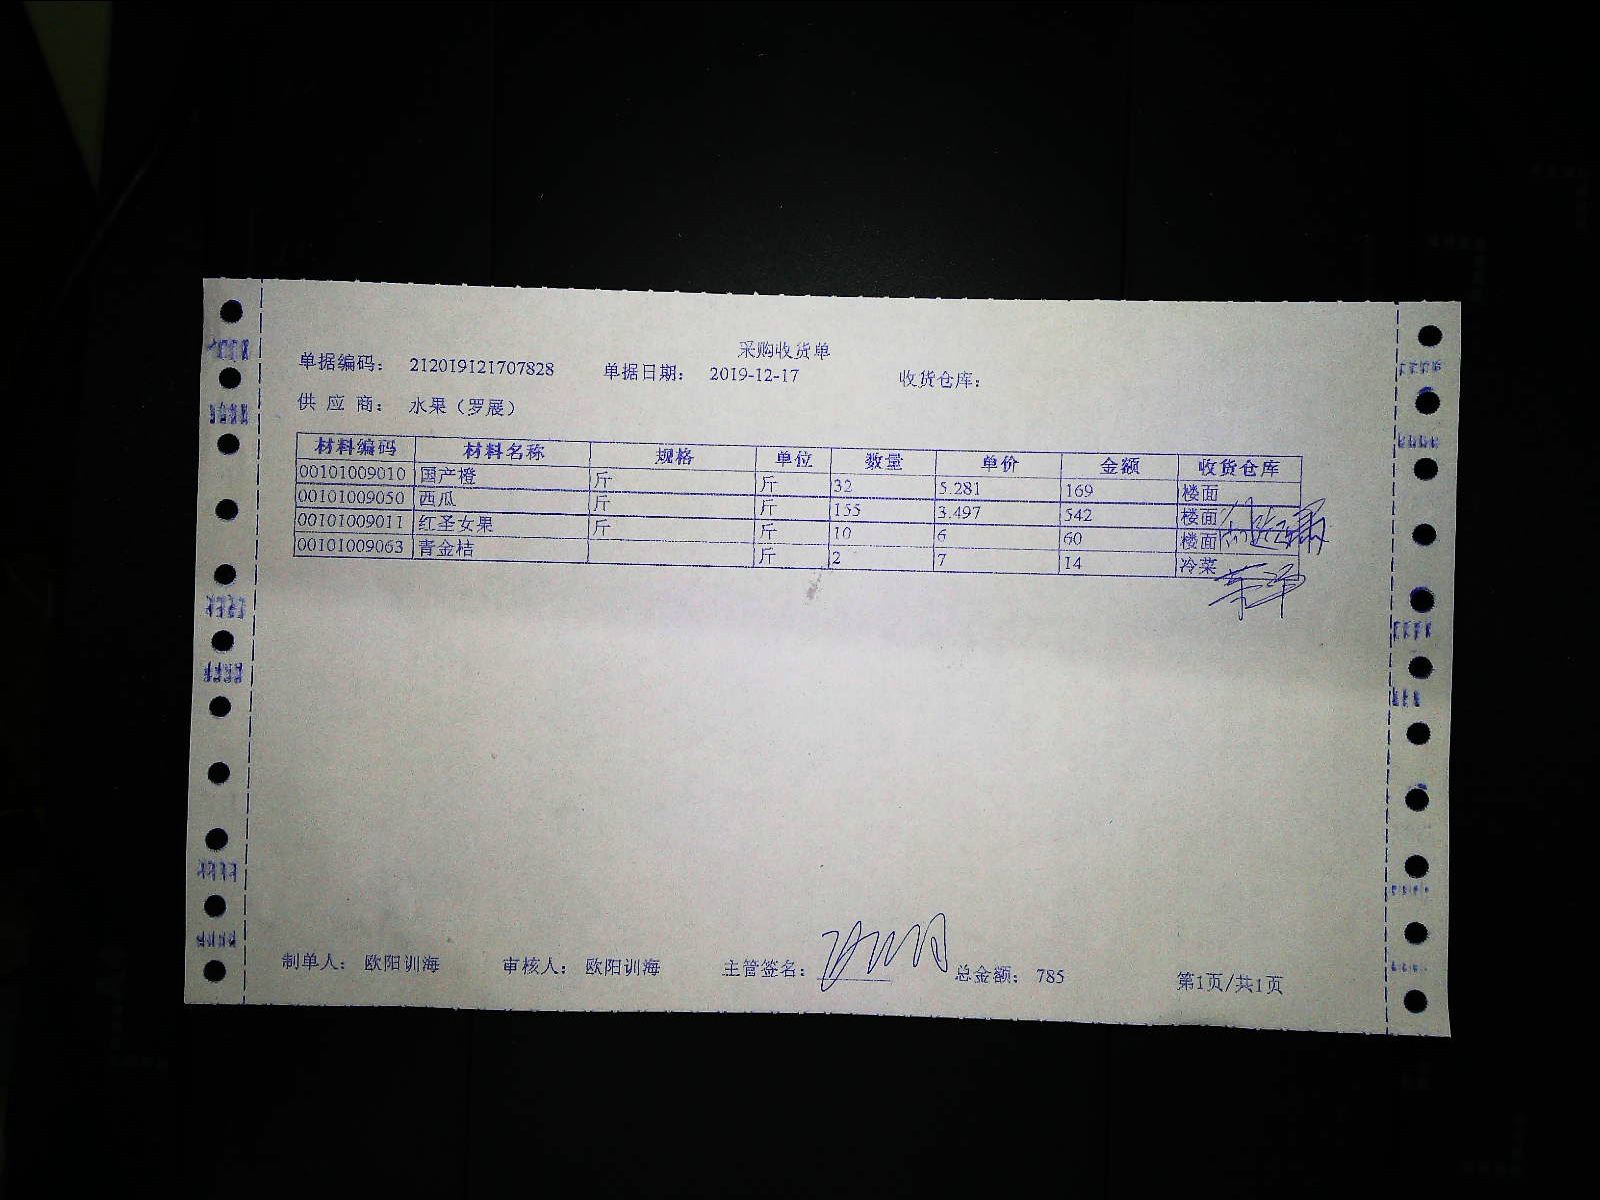 采购收货单
单据编码： 212019121707828 单据日期： 2019-12-17 收货仓库：
供应商： 水果（罗展）
材料编码 材料名称 规格 单位 数量 单价 金额 收货仓库
00101009010 国产橙 斤 斤 32 5.281 169 楼面
00101009050 西瓜 斤 斤 155 3.497 542 楼面
00101009011 红圣女果 斤 斤 10 6 60 楼面
00101009063 青金桔 斤 2 7 14 冷菜
制单人： 欧阳训海 审核人： 欧阳训海 主管签名： 总金额： 785 第1页/共1页